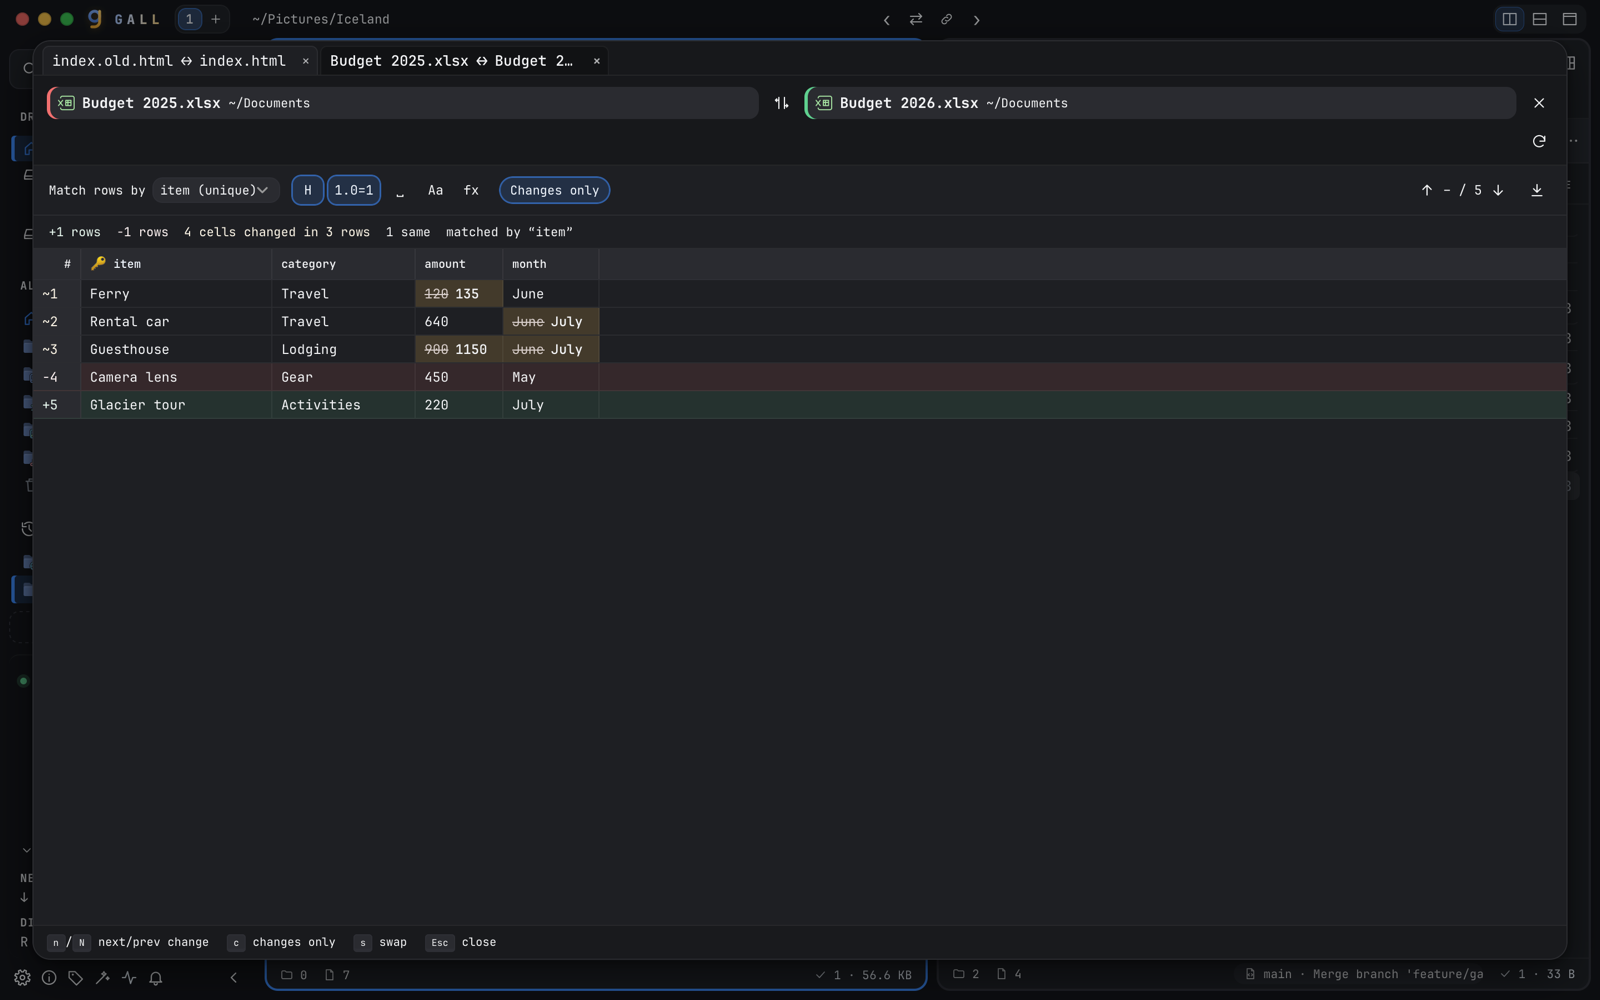 GALL 1 + ~/Pictures/Iceland
index.old.html ↔ index.html × Budget 2025.xlsx ↔ Budget 2… ×
Budget 2025.xlsx ~/Documents
Budget 2026.xlsx ~/Documents
Match rows by item (unique) H 1.0=1 ⎵ Aa fx Changes only
↑ – / 5 ↓
+1 rows -1 rows 4 cells changed in 3 rows 1 same matched by “item”
# 🔑 item category amount month
~1 Ferry Travel 120 135 June
~2 Rental car Travel 640 June July
~3 Guesthouse Lodging 900 1150 June July
-4 Camera lens Gear 450 May
+5 Glacier tour Activities 220 July
n/N next/prev change c changes only s swap Esc close
0 7 ✓ 1 · 56.6 KB
2 4 main · Merge branch 'feature/ga ✓ 1 · 33 B